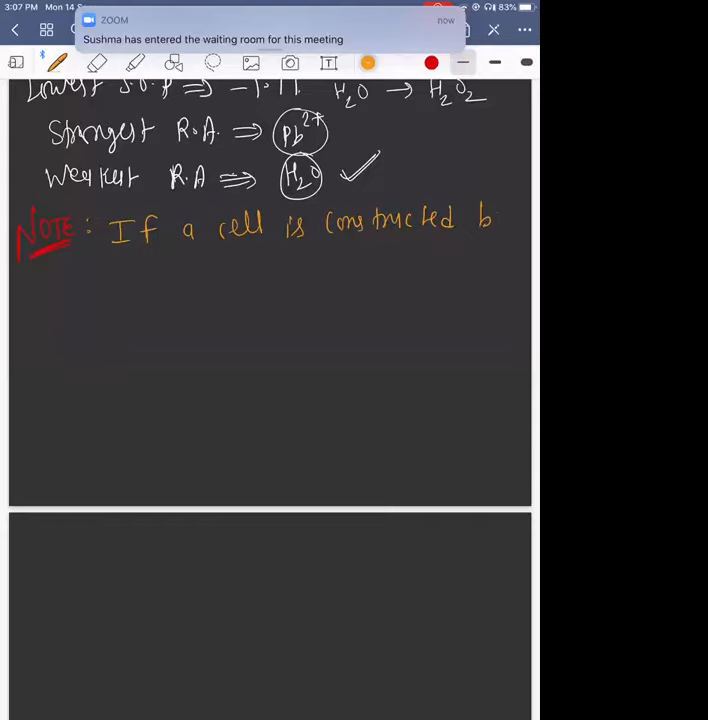 3:07 PM Mon 14 S
83%
ZOOM
now
Sushma has entered the waiting room for this meeting
T
Lowest S.O.P ⇒ H₂O → H₂O₂
Strongest R.A. ⇒ Pb²⁺
Weakest R.A ⇒ H₂O ✓
NOTE: If a cell is constructed b